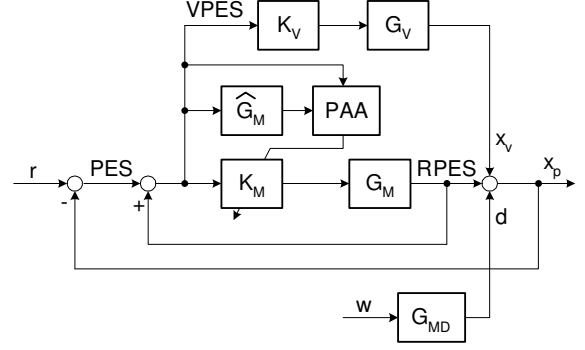 VPES
K_V
G_V
Ĝ_M
PAA
x_v
r
PES
K_M
G_M
RPES
x_p
-
+
d
w
G_MD